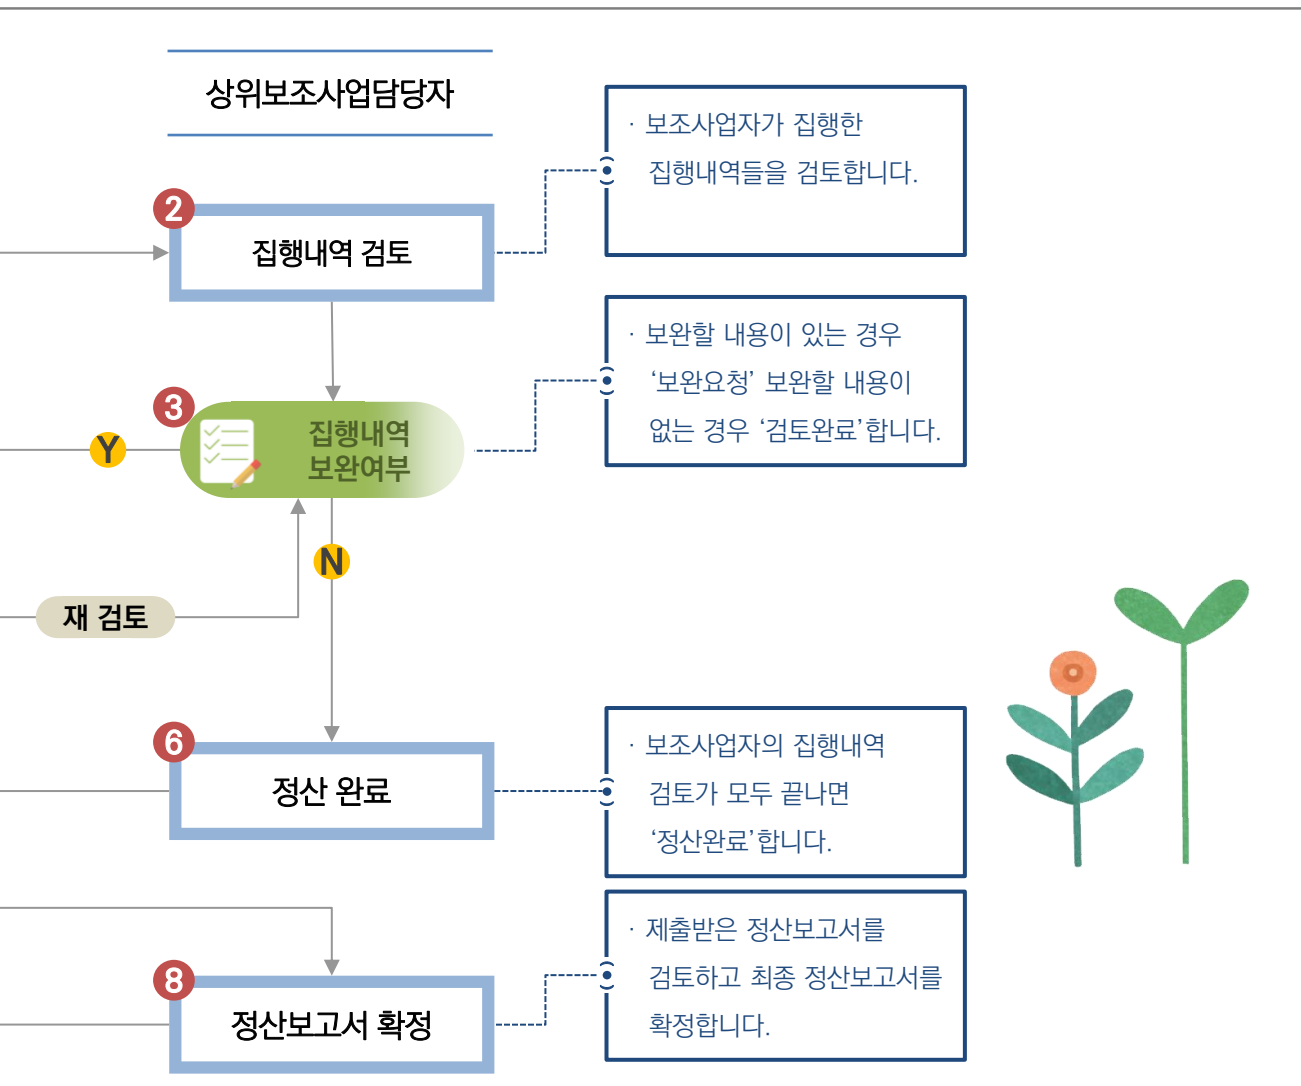 상위보조사업담당자
· 보조사업자가 집행한
집행내역들을 검토합니다.
2
집행내역 검토
· 보완할 내용이 있는 경우
‘보완요청’ 보완할 내용이
없는 경우 ‘검토완료’합니다.
3
집행내역
보완여부
Y
N
재 검토
6
정산 완료
· 보조사업자의 집행내역
검토가 모두 끝나면
‘정산완료’합니다.
8
정산보고서 확정
· 제출받은 정산보고서를
검토하고 최종 정산보고서를
확정합니다.